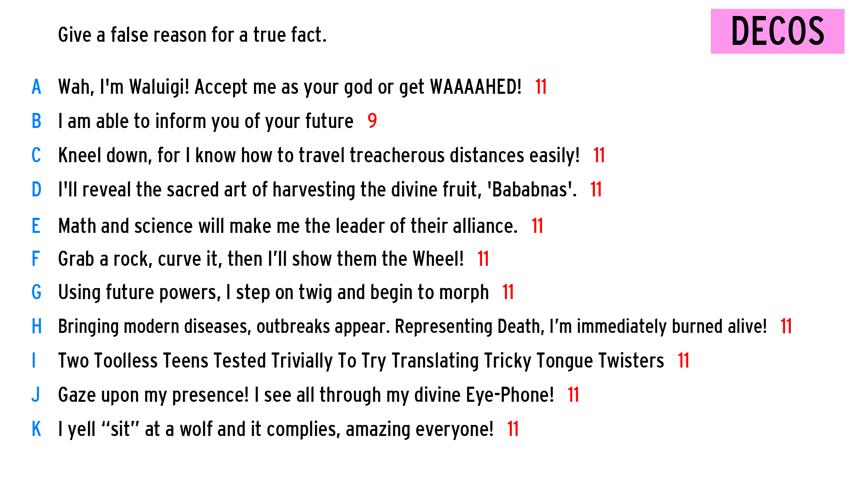 Give a false reason for a true fact.
DECOS
A Wah, I'm Waluigi! Accept me as your god or get WAAAAHED! 11
B I am able to inform you of your future 9
C Kneel down, for I know how to travel treacherous distances easily! 11
D I'll reveal the sacred art of harvesting the divine fruit, 'Bababnas'. 11
E Math and science will make me the leader of their alliance. 11
F Grab a rock, curve it, then I’ll show them the Wheel! 11
G Using future powers, I step on twig and begin to morph 11
H Bringing modern diseases, outbreaks appear. Representing Death, I’m immediately burned alive! 11
I Two Toolless Teens Tested Trivially To Try Translating Tricky Tongue Twisters 11
J Gaze upon my presence! I see all through my divine Eye-Phone! 11
K I yell “sit” at a wolf and it complies, amazing everyone! 11